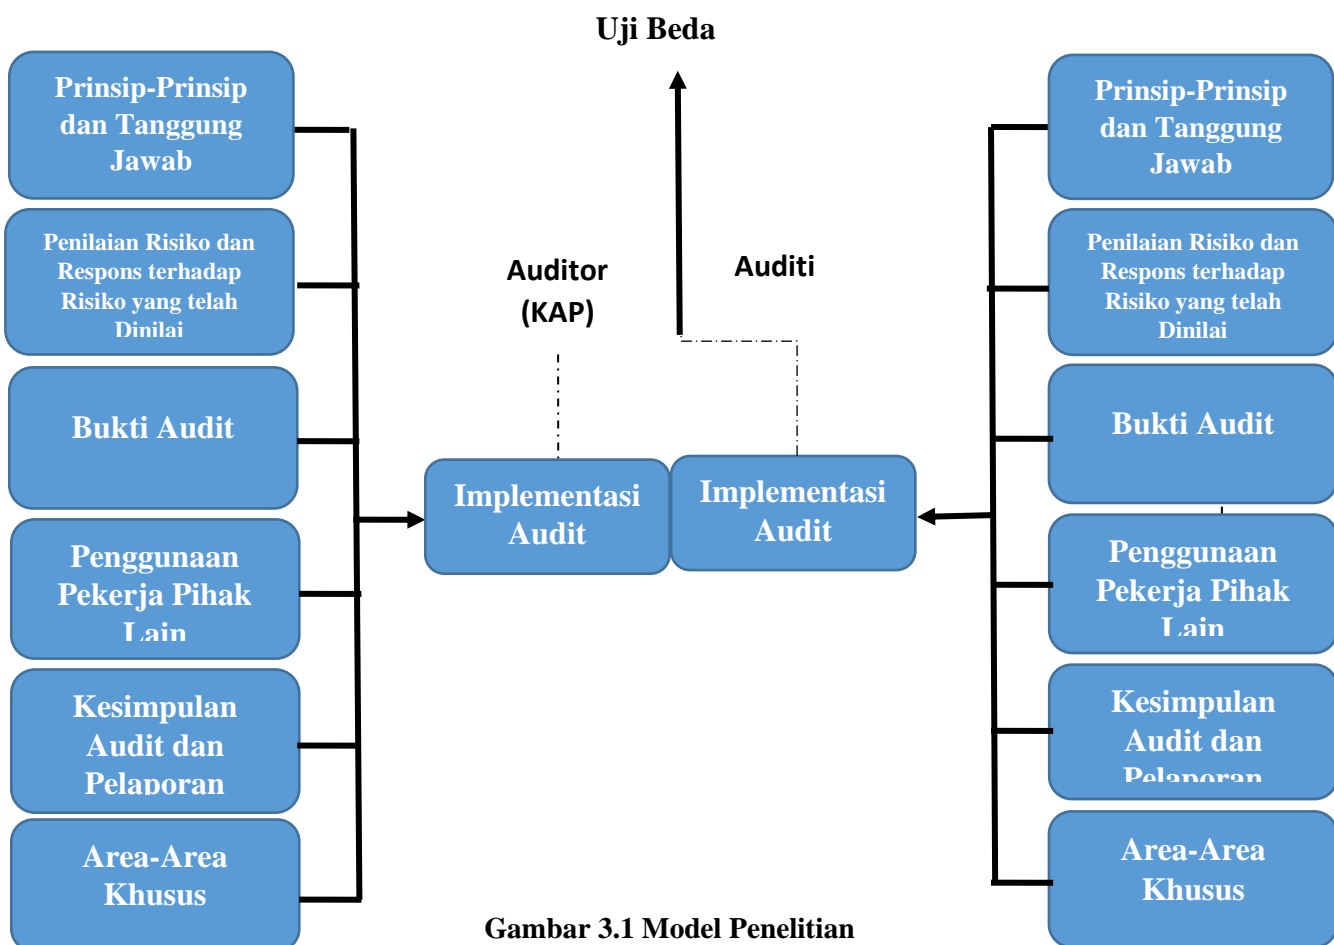 Uji Beda
Prinsip-Prinsip
dan Tanggung
Jawab
Penilaian Risiko dan
Respons terhadap
Risiko yang telah
Dinilai
Bukti Audit
Penggunaan
Pekerja Pihak
Lain
Kesimpulan
Audit dan
Pelaporan
Area-Area
Khusus
Auditor
(KAP)
Auditi
Implementasi
Audit
Implementasi
Audit
Prinsip-Prinsip
dan Tanggung
Jawab
Penilaian Risiko dan
Respons terhadap
Risiko yang telah
Dinilai
Bukti Audit
Penggunaan
Pekerja Pihak
Lain
Kesimpulan
Audit dan
Pelaporan
Area-Area
Khusus
Gambar 3.1 Model Penelitian